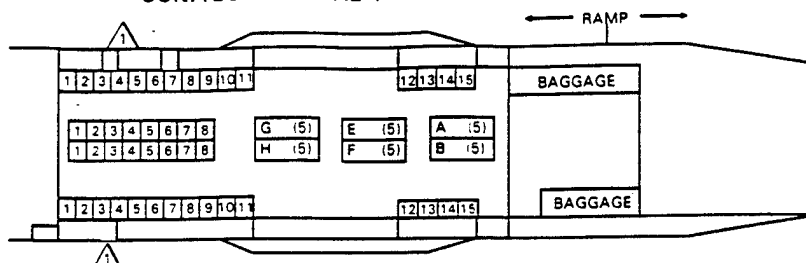 RAMP
1
1 2 3 4 5 6 7 8 9 10 11
12 13 14 15
BAGGAGE
1 2 3 4 5 6 7 8
G (5)
E (5)
A (5)
1 2 3 4 5 6 7 8
H (5)
F (5)
B (5)
1 2 3 4 5 6 7 8 9 10 11
12 13 14 15
BAGGAGE
1